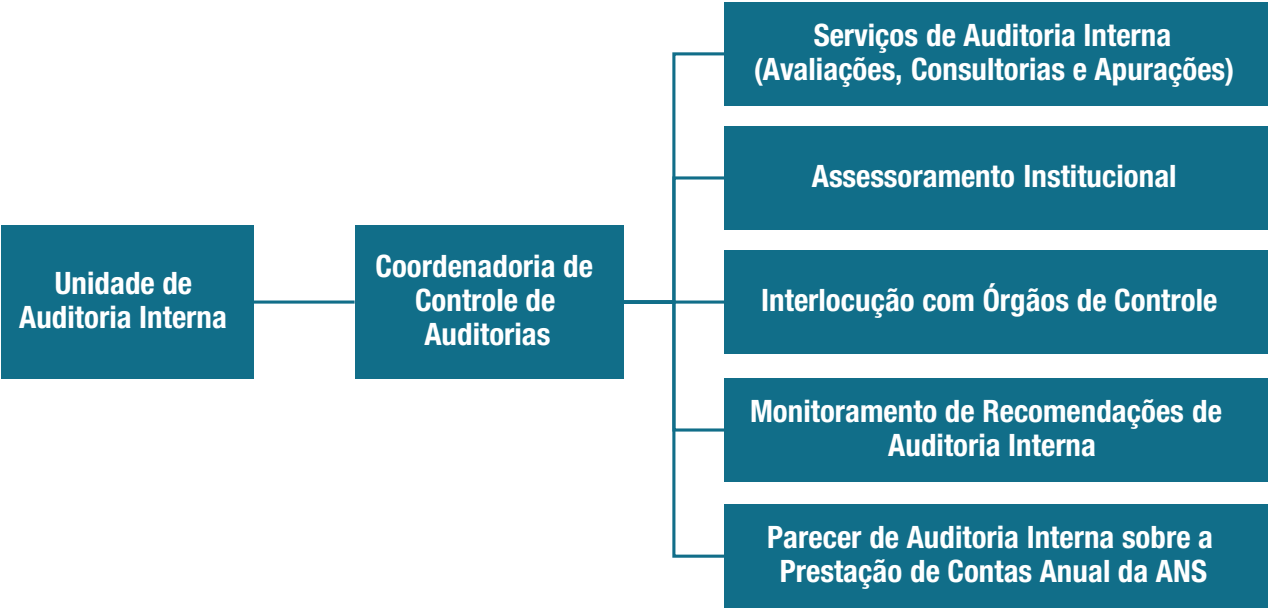 Unidade de
Auditoria Interna
Coordenadoria de
Controle de
Auditorias
Serviços de Auditoria Interna
(Avaliações, Consultorias e Apurações)
Assessoramento Institucional
Interlocução com Órgãos de Controle
Monitoramento de Recomendações de
Auditoria Interna
Parecer de Auditoria Interna sobre a
Prestação de Contas Anual da ANS